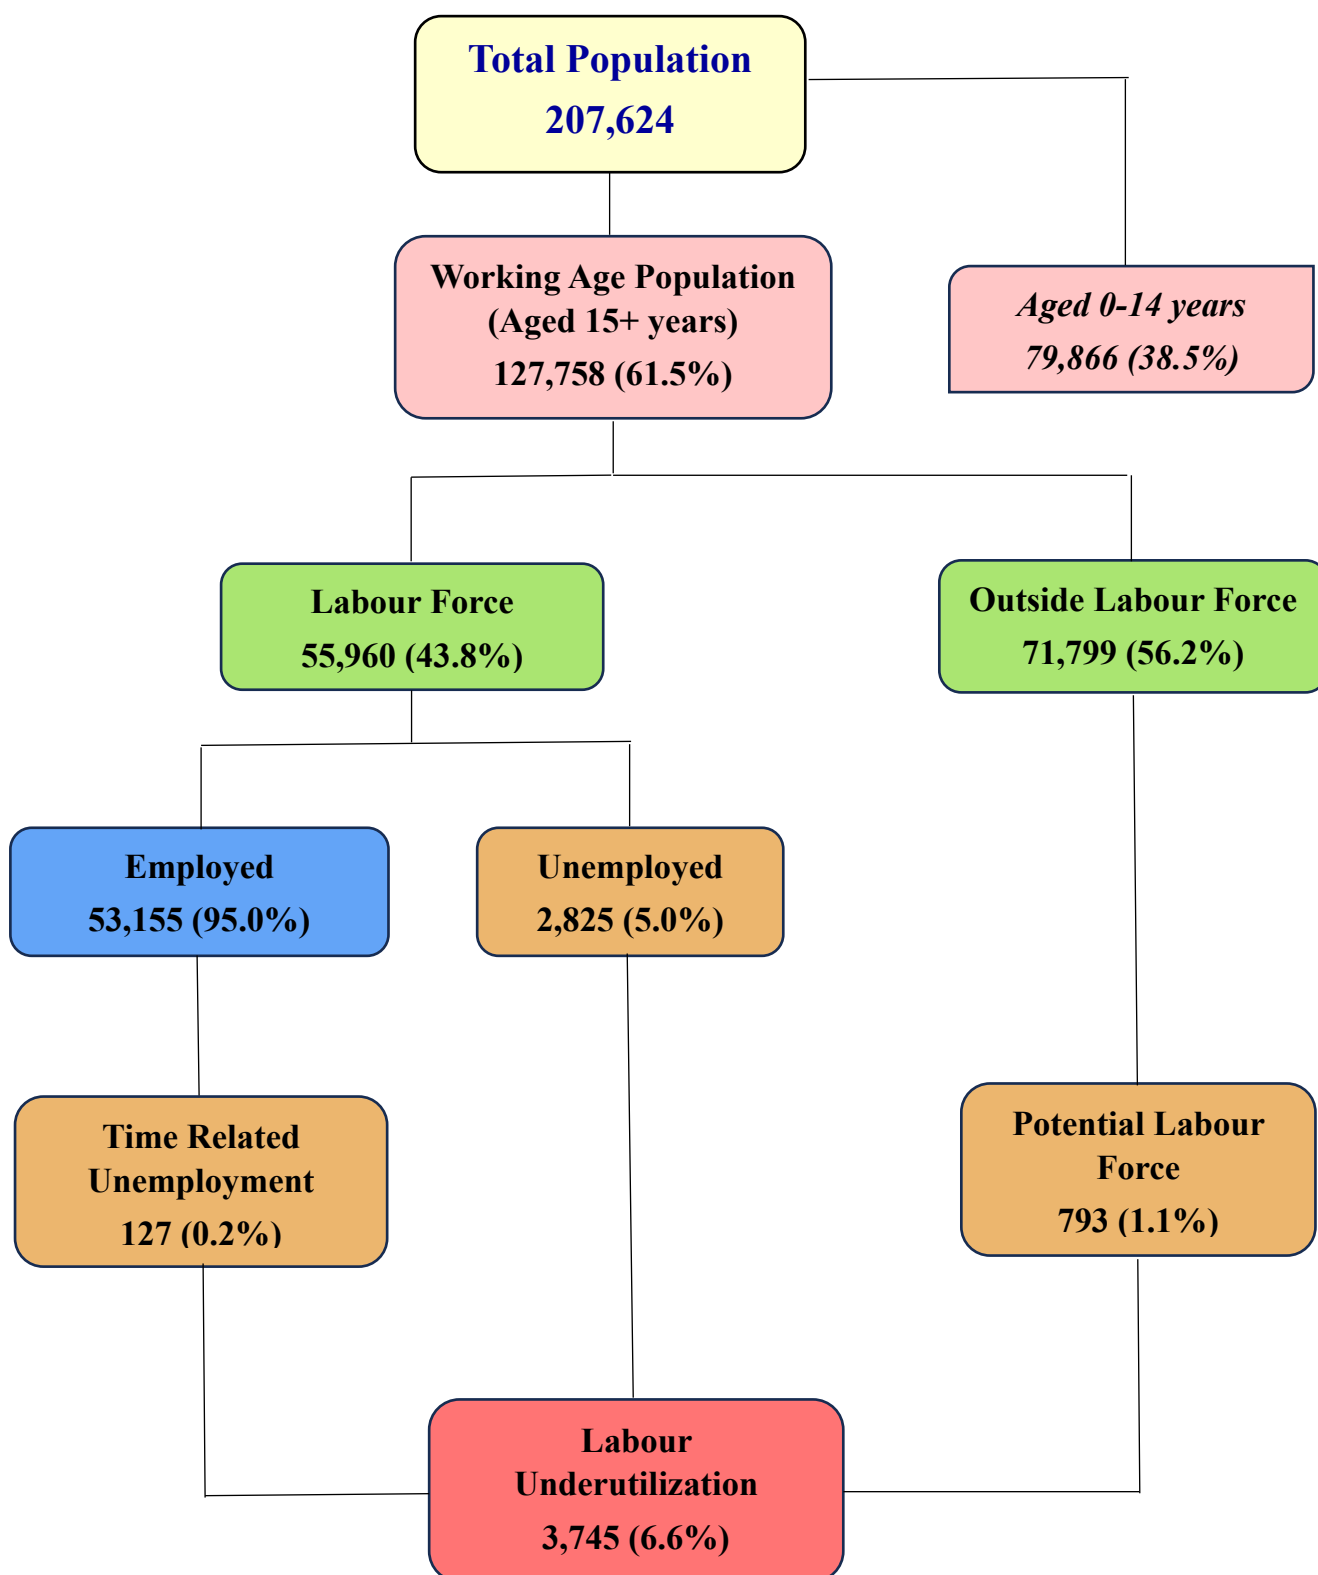 Total Population
207,624
Working Age Population
(Aged 15+ years)
127,758 (61.5%)
Aged 0-14 years
79,866 (38.5%)
Labour Force
55,960 (43.8%)
Outside Labour Force
71,799 (56.2%)
Employed
53,155 (95.0%)
Unemployed
2,825 (5.0%)
Time Related
Unemployment
127 (0.2%)
Potential Labour
Force
793 (1.1%)
Labour
Underutilization
3,745 (6.6%)